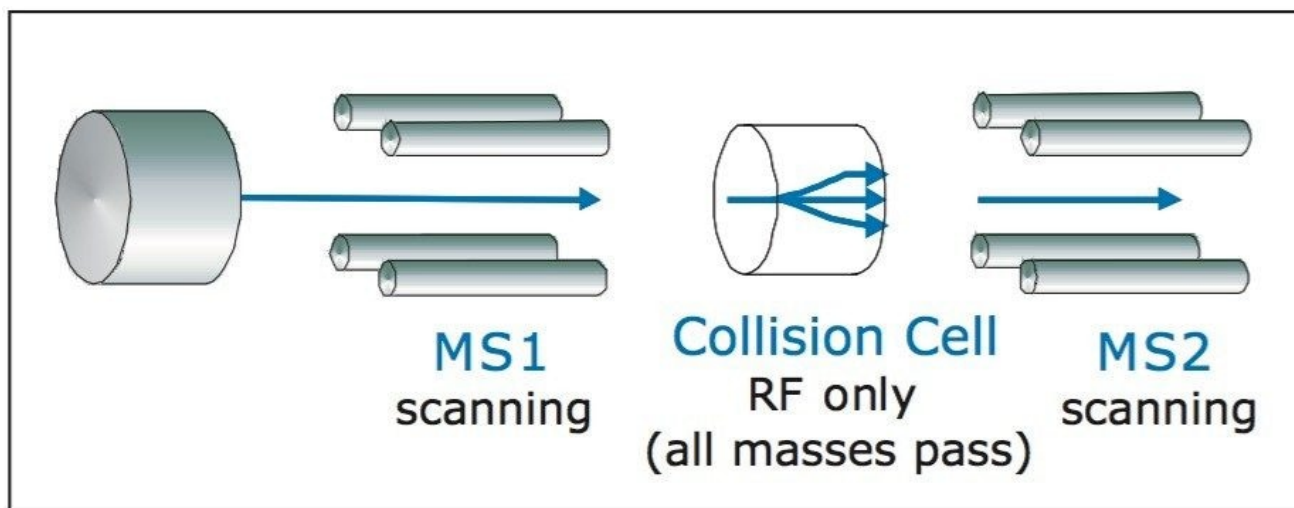 MS1
scanning
Collision Cell
RF only
(all masses pass)
MS2
scanning